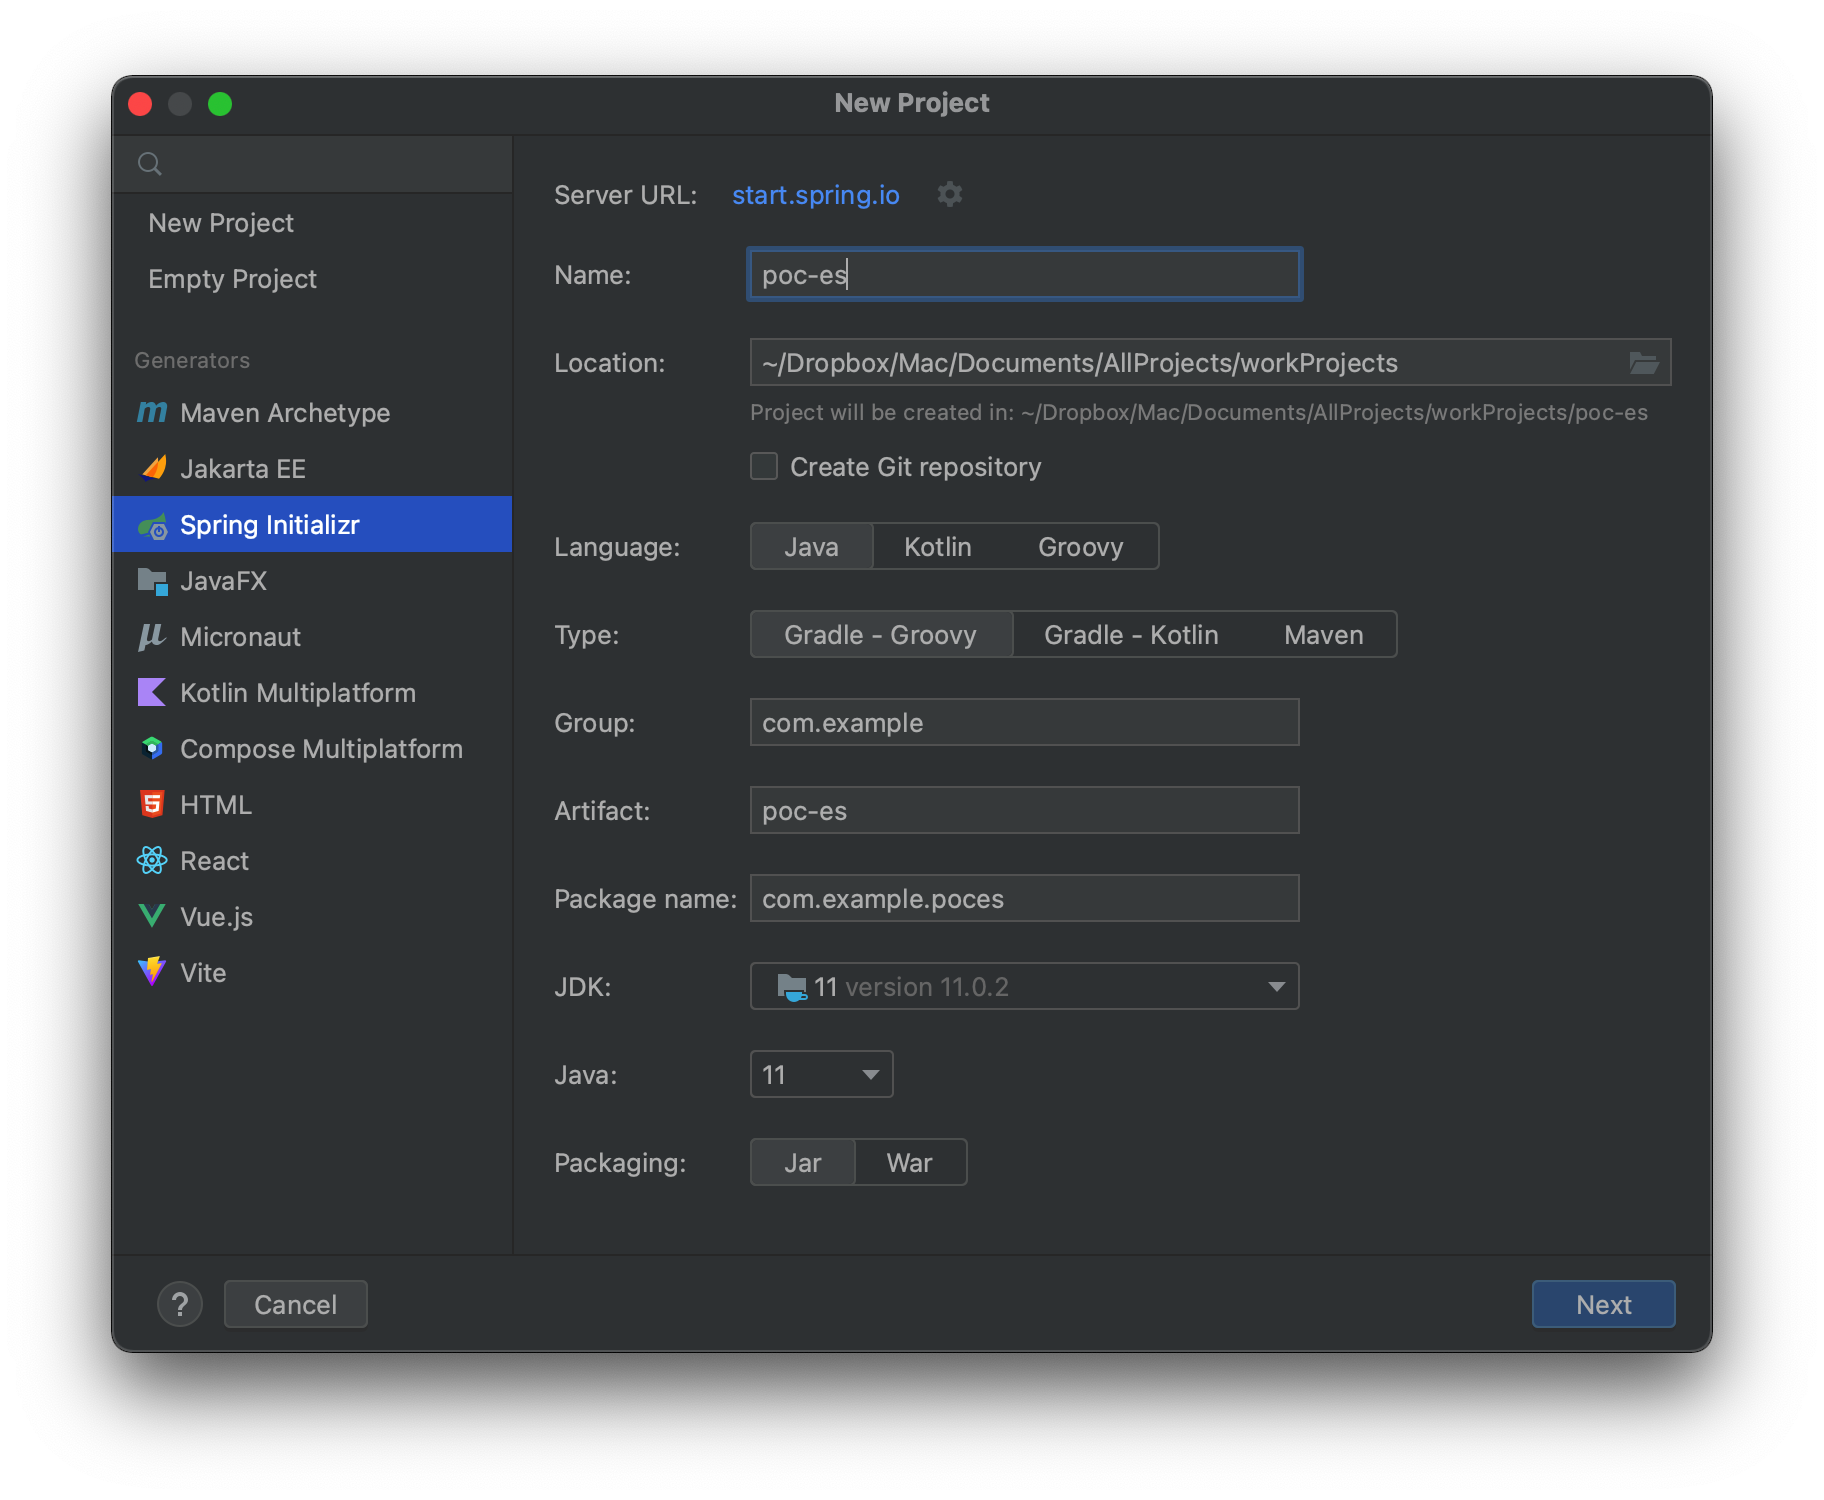 New Project
New Project
Empty Project
Generators
Maven Archetype
Jakarta EE
Spring Initializr
JavaFX
Micronaut
Kotlin Multiplatform
Compose Multiplatform
HTML
React
Vue.js
Vite
Server URL: start.spring.io
Name: poc-es
Location: ~/Dropbox/Mac/Documents/AllProjects/workProjects
Project will be created in: ~/Dropbox/Mac/Documents/AllProjects/workProjects/poc-es
Create Git repository
Language: Java Kotlin Groovy
Type: Gradle - Groovy Gradle - Kotlin Maven
Group: com.example
Artifact: poc-es
Package name: com.example.poces
JDK: 11 version 11.0.2
Java: 11
Packaging: Jar War
? Cancel Next